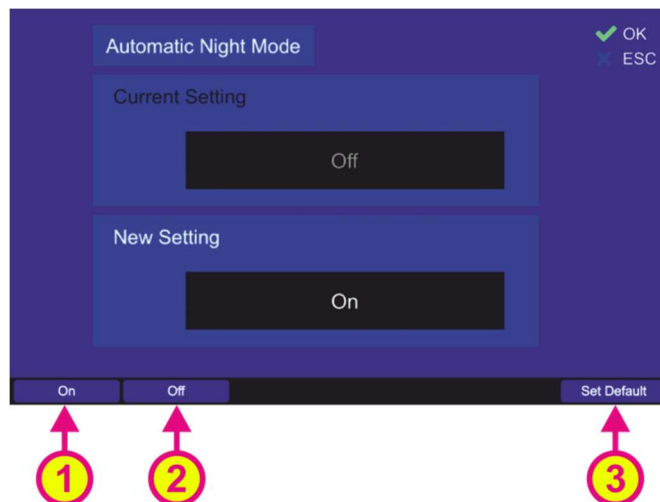 Automatic Night Mode
OK
ESC
Current Setting
Off
New Setting
On
On Off Set Default
1 2 3